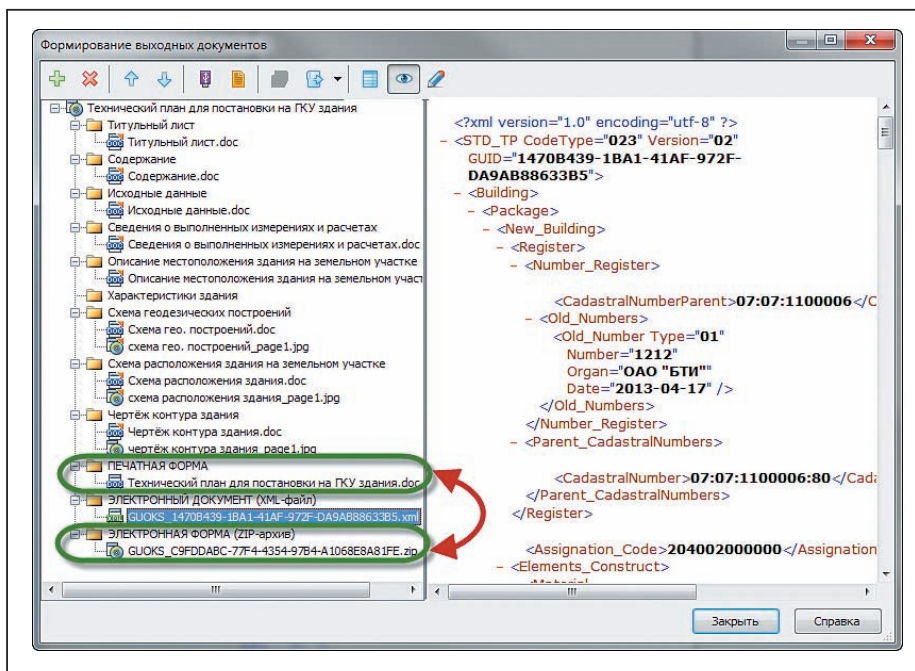 Формирование выходных документов
Технический план для постановки на ГКУ здания
Титульный лист
Титульный лист.doc
Содержание
Содержание.doc
Исходные данные
Исходные данные.doc
Сведения о выполненных измерениях и расчетах
Сведения о выполненных измерениях и расчетах.doc
Описание местоположения здания на земельном участке
Описание местоположения здания на земельном участ
Характеристики здания
Схема геодезических построений
Схема гео. построений.doc
схема гео. построений_page1.jpg
Схема расположения здания на земельном участке
Схема расположения здания.doc
схема расположения здания_page1.jpg
Чертёж контура здания
Чертёж контура здания.doc
чертёж контура здания_page1.jpg
ПЕЧАТНАЯ ФОРМА
Технический план для постановки на ГКУ здания.doc
ЭЛЕКТРОННЫЙ ДОКУМЕНТ (XML-файл)
GUOKS_1470B439-1BA1-41AF-972F-DA9AB88633B5.xml
ЭЛЕКТРОННАЯ ФОРМА (ZIP-архив)
GUOKS_C9FDDABC-77F4-4354-97B4-A1068E8A81FE.zip
<?xml version="1.0" encoding="utf-8" ?>
- <STD_TP CodeType="023" Version="02"
GUID="1470B439-1BA1-41AF-972F-
DA9AB88633B5">
- <Building>
- <Package>
- <New_Building>
- <Register>
- <Number_Register>
<CadastralNumberParent>07:07:1100006</C
- <Old_Numbers>
<Old_Number Type="01"
Number="1212"
Organ="ОАО "БТИ""
Date="2013-04-17" />
</Old_Numbers>
</Number_Register>
- <Parent_CadastralNumbers>
<CadastralNumber>07:07:1100006:80</Cada
</Parent_CadastralNumbers>
</Register>
<Assignation_Code>204002000000</Assignation
- <Elements_Construct>
Закрыть
Справка